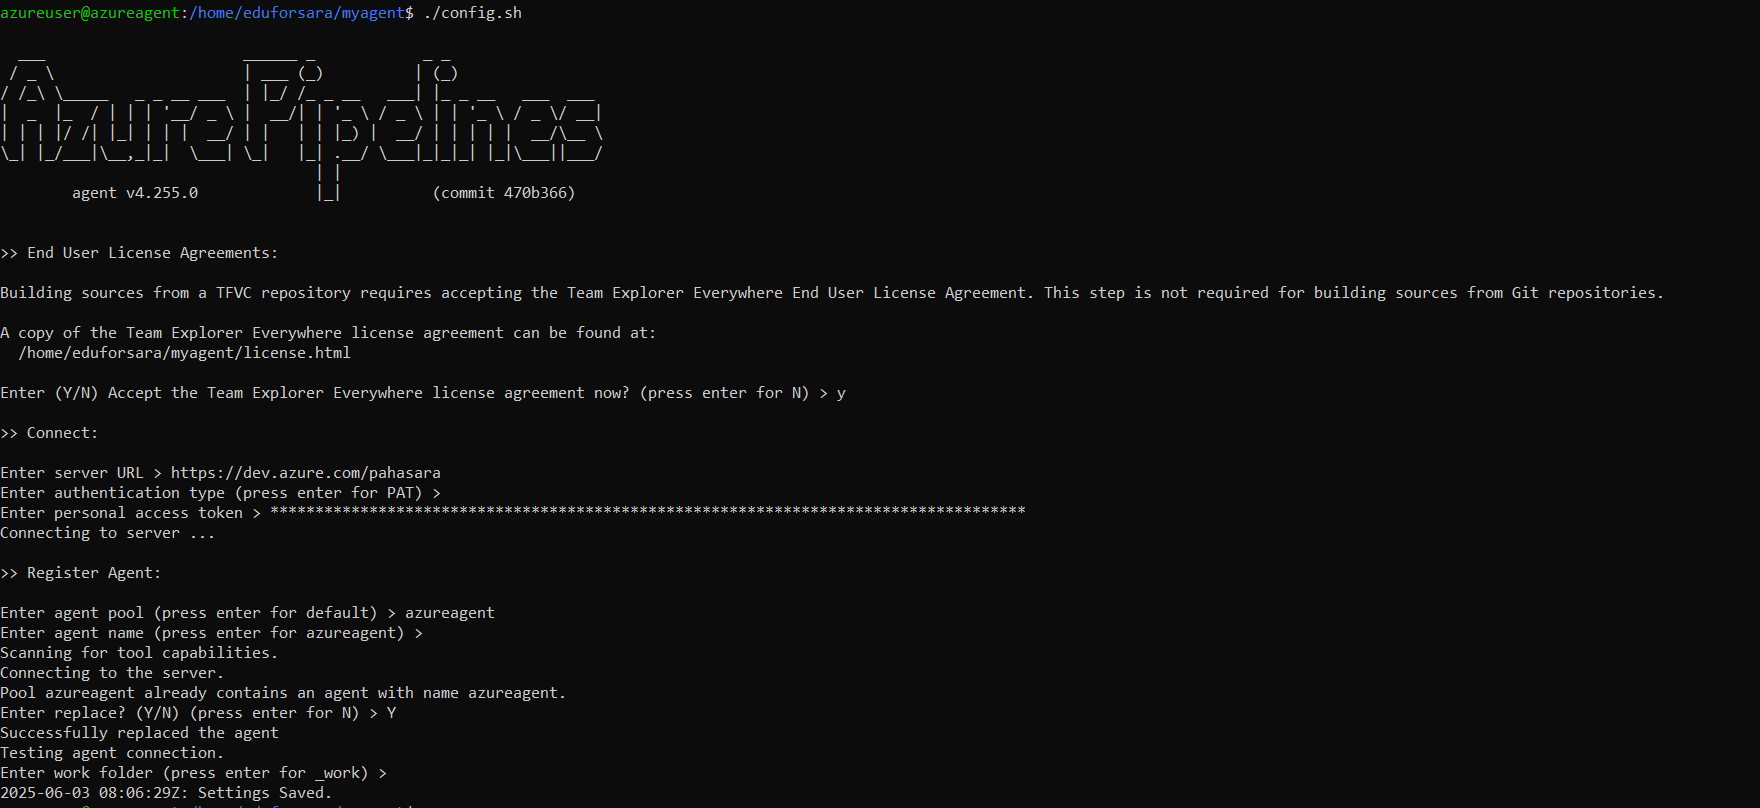 azureuser@azureagent:/home/eduforsara/myagent$ ./config.sh
AzurePipelines
agent v4.255.0 (commit 470b366)
>> End User License Agreements:
Building sources from a TFVC repository requires accepting the Team Explorer Everywhere End User License Agreement. This step is not required for building sources from Git repositories.
A copy of the Team Explorer Everywhere license agreement can be found at:
/home/eduforsara/myagent/license.html
Enter (Y/N) Accept the Team Explorer Everywhere license agreement now? (press enter for N) > y
>> Connect:
Enter server URL > https://dev.azure.com/pahasara
Enter authentication type (press enter for PAT) >
Enter personal access token > ************************************************************************************
Connecting to server ...
>> Register Agent:
Enter agent pool (press enter for default) > azureagent
Enter agent name (press enter for azureagent) >
Scanning for tool capabilities.
Connecting to the server.
Pool azureagent already contains an agent with name azureagent.
Enter replace? (Y/N) (press enter for N) > Y
Successfully replaced the agent
Testing agent connection.
Enter work folder (press enter for _work) >
2025-06-03 08:06:29Z: Settings Saved.